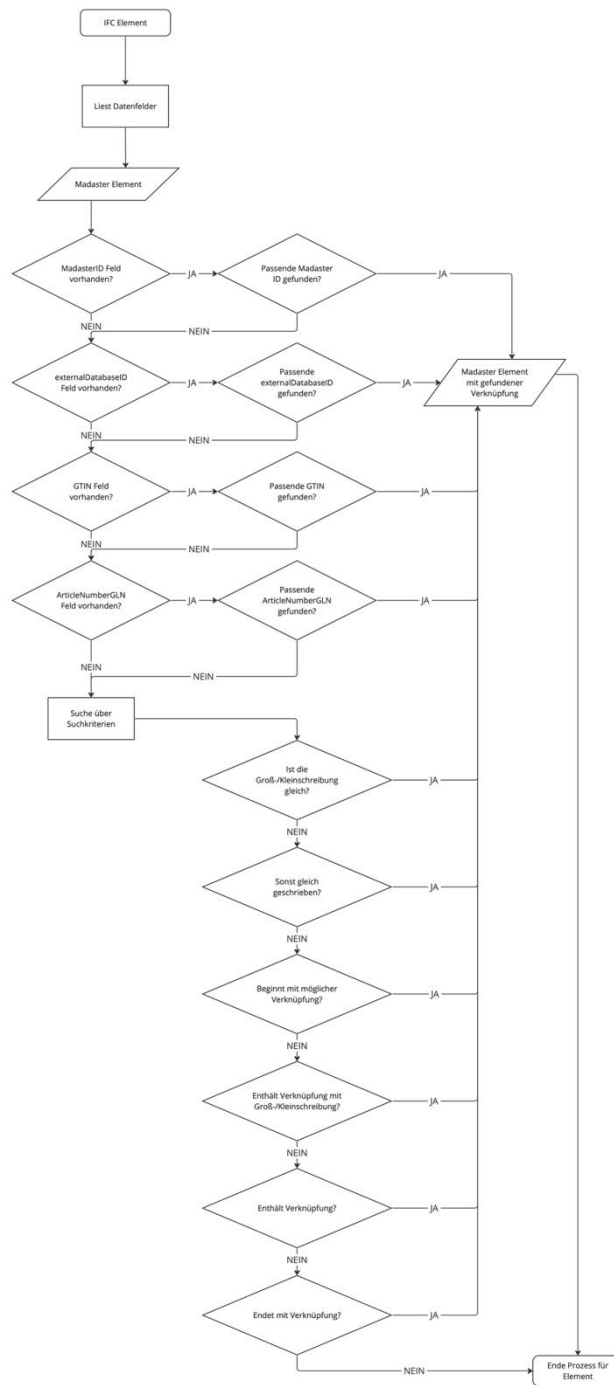 IFC Element
Liest Datenfelder
Madaster Element
MadasterID Feld
vorhanden?
JA
Passende Madaster
ID gefunden?
JA
NEIN
NEIN
externalDatabaseID
Feld vorhanden?
JA
Passende
externalDatabaseID
gefunden?
JA
Madaster Element
mit gefundener
Verknüpfung
NEIN
NEIN
GTIN Feld
vorhanden?
JA
Passende GTIN
gefunden?
JA
NEIN
NEIN
ArticleNumberGLN
Feld vorhanden?
JA
Passende
ArticleNumberGLN
gefunden?
JA
NEIN
NEIN
Suche über
Suchkriterien
Ist die
Groß-/Kleinschreibung
gleich?
JA
NEIN
Sonst gleich
geschrieben?
JA
NEIN
Beginnt mit möglicher
Verknüpfung?
JA
NEIN
Enthält Verknüpfung mit
Groß-/Kleinschreibung?
JA
NEIN
Enthält Verknüpfung?
JA
NEIN
Endet mit Verknüpfung?
JA
NEIN
Ende Prozess für
Element